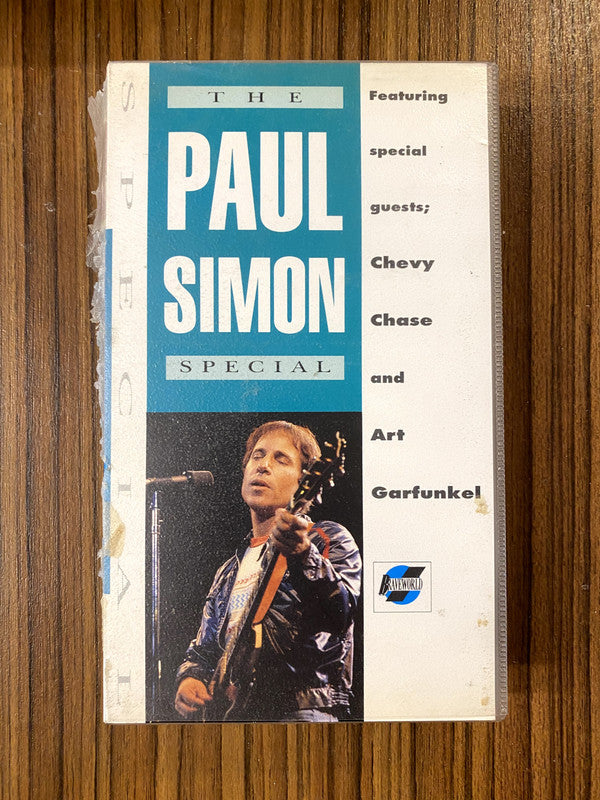 SPECIAL
THE
PAUL
SIMON
SPECIAL
Featuring
special
guests;
Chevy
Chase
and
Art
Garfunkel
BRAVEWORLD